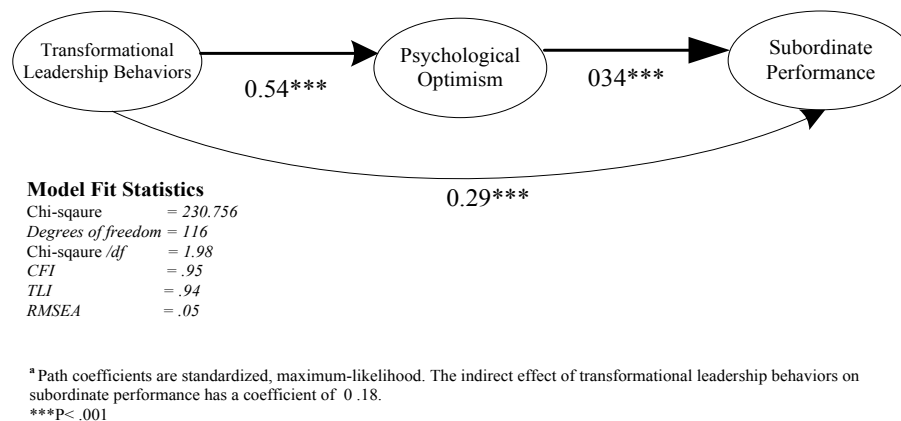 Transformational
Leadership Behaviors
Psychological
Optimism
Subordinate
Performance
0.54***
034***
0.29***
Model Fit Statistics
Chi-sqaure = 230.756
Degrees of freedom = 116
Chi-sqaure /df = 1.98
CFI = .95
TLI = .94
RMSEA = .05
a Path coefficients are standardized, maximum-likelihood. The indirect effect of transformational leadership behaviors on
subordinate performance has a coefficient of 0 .18.
***P< .001